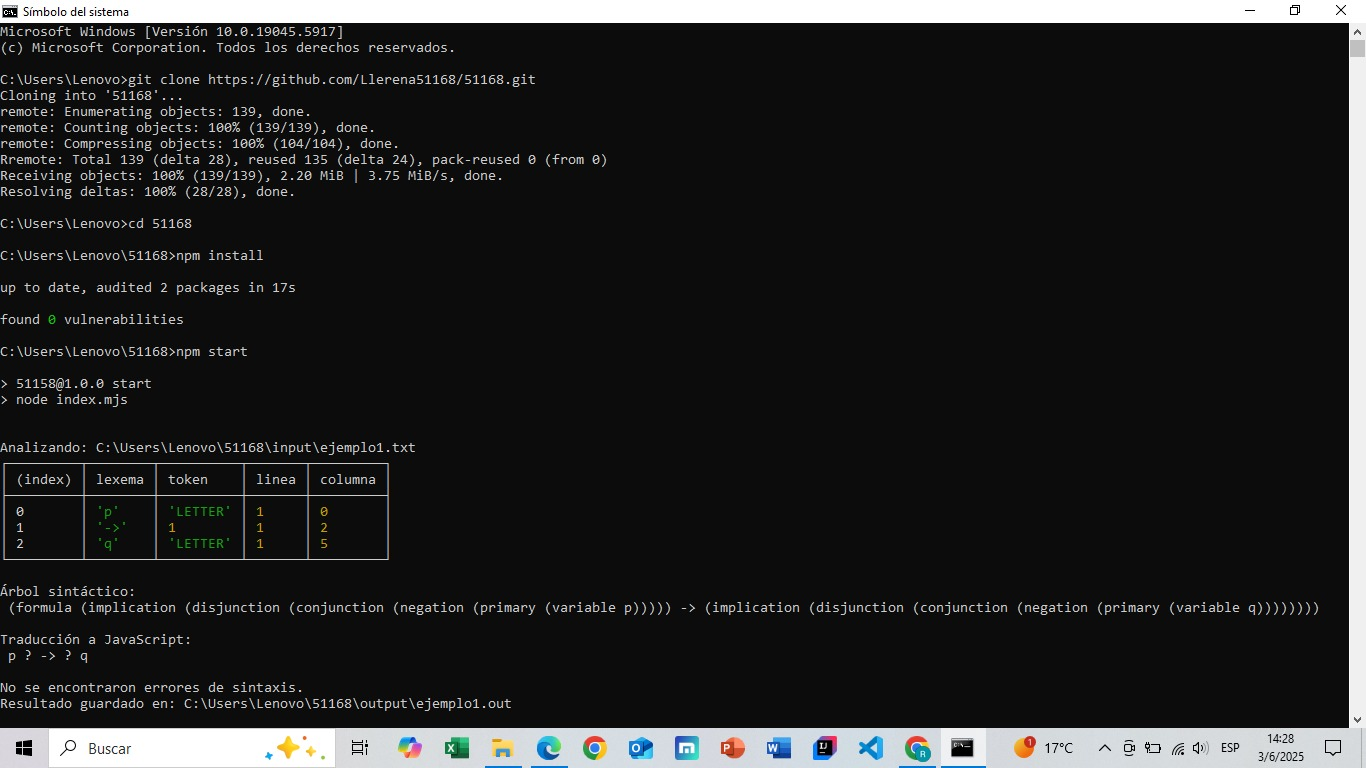 Símbolo del sistema
Microsoft Windows [Versión 10.0.19045.5917]
(c) Microsoft Corporation. Todos los derechos reservados.
C:\Users\Lenovo>git clone https://github.com/Llerena51168/51168.git
Cloning into '51168'...
remote: Enumerating objects: 139, done.
remote: Counting objects: 100% (139/139), done.
remote: Compressing objects: 100% (104/104), done.
Rremote: Total 139 (delta 28), reused 135 (delta 24), pack-reused 0 (from 0)
Receiving objects: 100% (139/139), 2.20 MiB | 3.75 MiB/s, done.
Resolving deltas: 100% (28/28), done.
C:\Users\Lenovo>cd 51168
C:\Users\Lenovo\51168>npm install
up to date, audited 2 packages in 17s
found 0 vulnerabilities
C:\Users\Lenovo\51168>npm start
> 51158@1.0.0 start
> node index.mjs
Analizando: C:\Users\Lenovo\51168\input\ejemplo1.txt
(index) lexema token linea columna
0 'p' 'LETTER' 1 0
1 '->' 1 1 2
2 'q' 'LETTER' 1 5
Árbol sintáctico:
(formula (implication (disjunction (conjunction (negation (primary (variable p))))) -> (implication (disjunction (conjunction (negation (primary (variable q))))))))
Traducción a JavaScript:
p ? -> ? q
No se encontraron errores de sintaxis.
Resultado guardado en: C:\Users\Lenovo\51168\output\ejemplo1.out
Buscar
1
17°C
ESP
14:28
3/6/2025